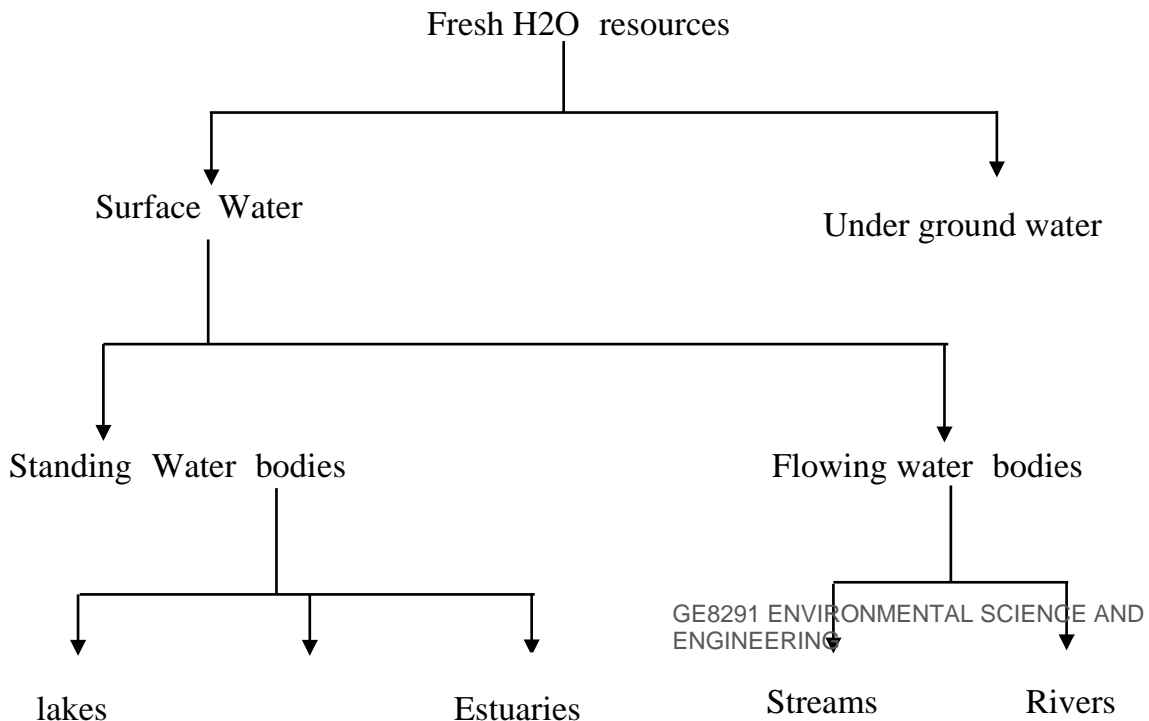 Fresh H2O resources
Surface Water
Under ground water
Standing Water bodies
Flowing water bodies
GE8291 ENVIRONMENTAL SCIENCE AND
ENGINEERING
lakes
Estuaries
Streams
Rivers